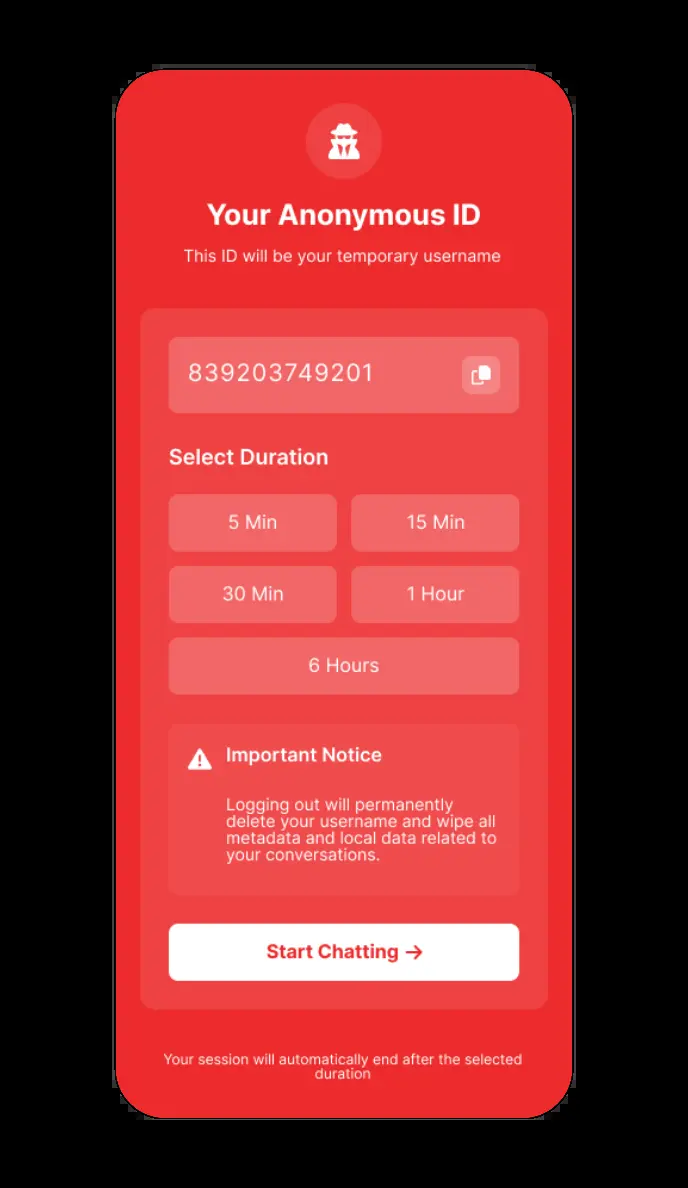 Your Anonymous ID
This ID will be your temporary username
839203749201
Select Duration
5 Min
15 Min
30 Min
1 Hour
6 Hours
Important Notice
Logging out will permanently
delete your username and wipe all
metadata and local data related to
your conversations.
Start Chatting →
Your session will automatically end after the selected
duration